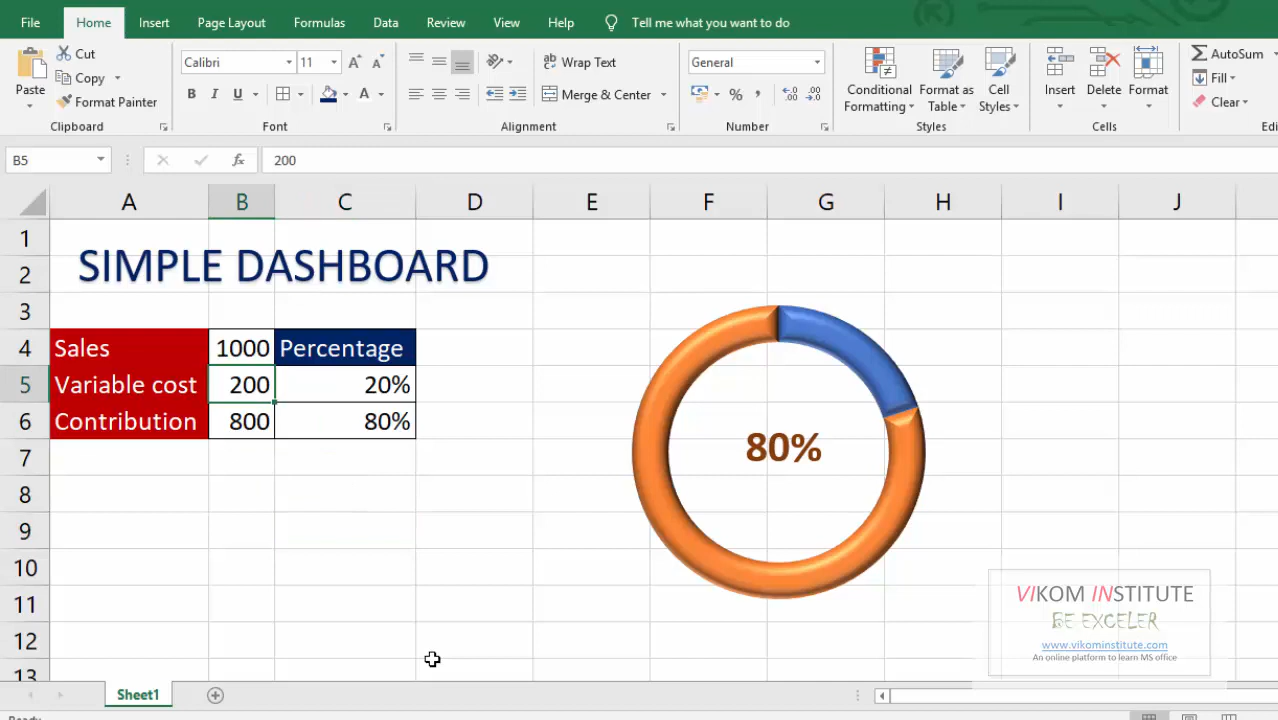 File Home Insert Page Layout Formulas Data Review View Help Tell me what you want to do
Cut
Copy
Format Painter
Paste
Clipboard
Calibri 11
B I U
Font
Wrap Text
Merge & Center
Alignment
General
Number
Conditional Formatting
Format as Table
Cell Styles
Styles
Insert
Delete
Format
Cells
AutoSum
Fill
Clear
B5 fx 200
A B C D E F G H I J
1
2 SIMPLE DASHBOARD
3
4 Sales 1000 Percentage
5 Variable cost 200 20%
6 Contribution 800 80%
80%
7
8
9
10
11
12
13
VIKOM INSTITUTE
BE EXCELER
www.vikominstitute.com
An online platform to learn MS office
Sheet1